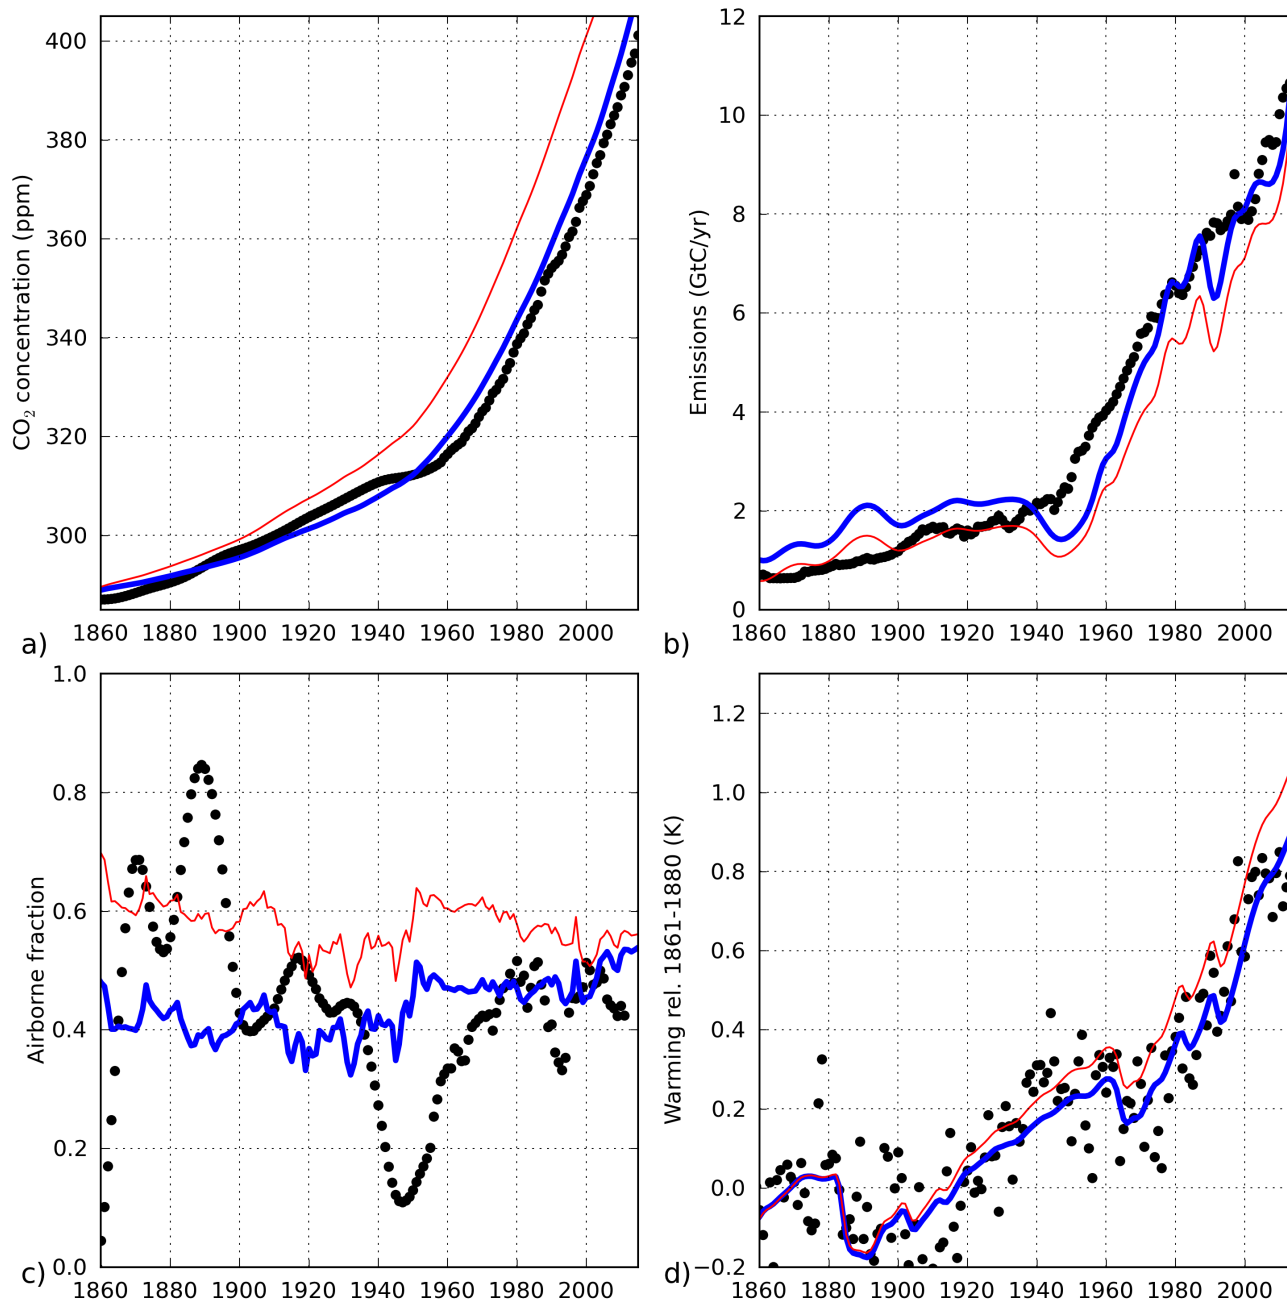 400
380
360
340
320
300
CO₂ concentration (ppm)
1860 1880 1900 1920 1940 1960 1980 2000
a)
12
10
8
6
4
2
0
Emissions (GtC/yr)
1860 1880 1900 1920 1940 1960 1980 2000
b)
1.0
0.8
0.6
0.4
0.2
0.0
Airborne fraction
1860 1880 1900 1920 1940 1960 1980 2000
c)
1.2
1.0
0.8
0.6
0.4
0.2
0.0
−0.2
Warming rel. 1861-1880 (K)
1860 1880 1900 1920 1940 1960 1980 2000
d)